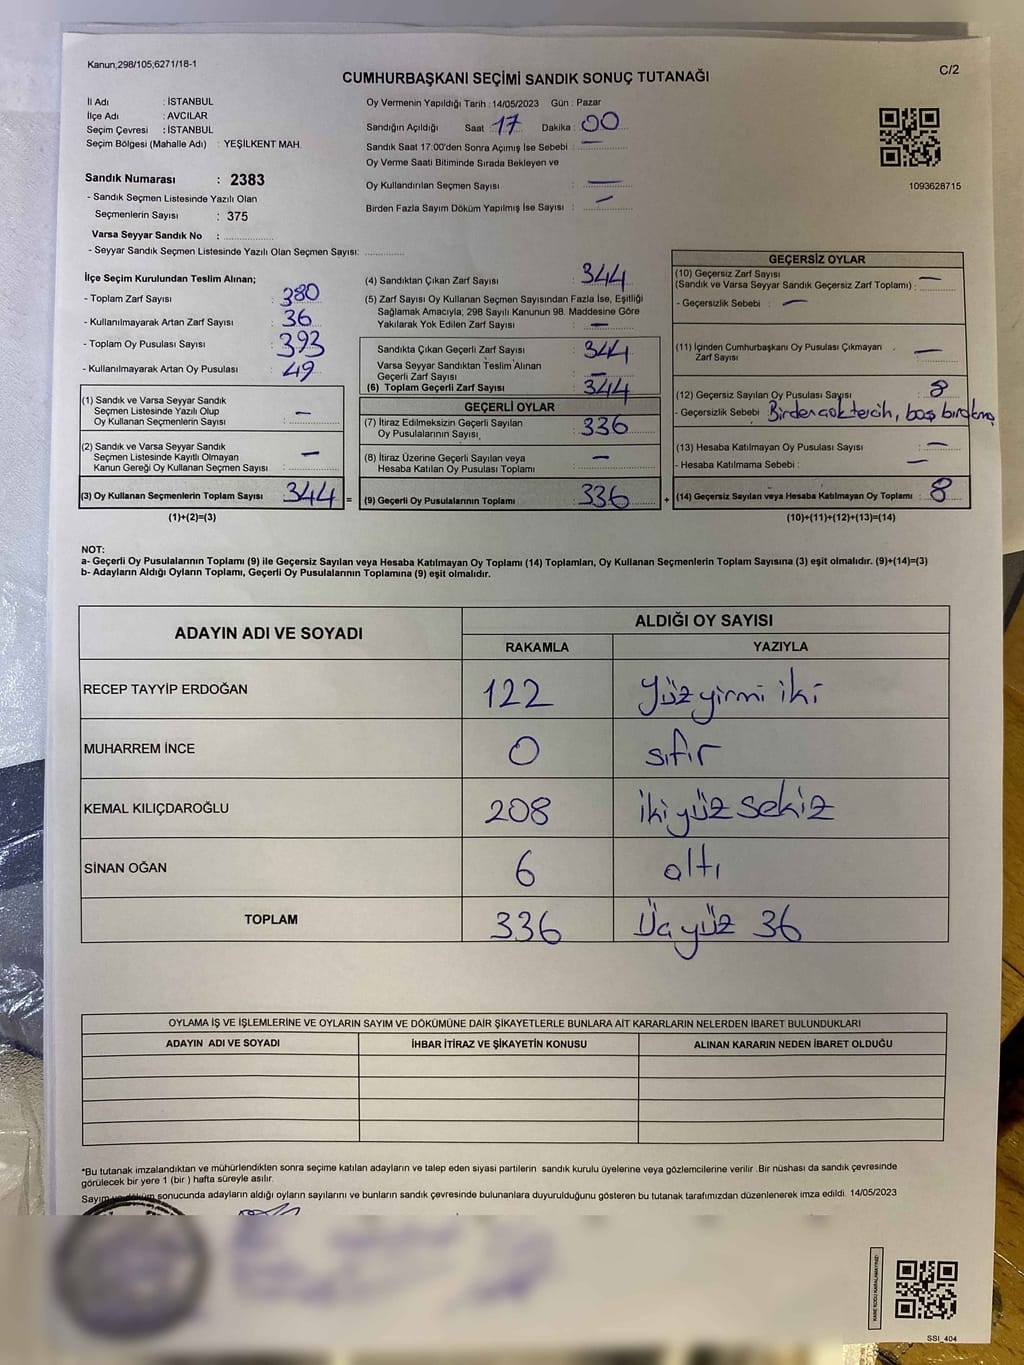 Kanun;298/105;6271/18-1
CUMHURBAŞKANI SEÇİMİ SANDIK SONUÇ TUTANAĞI
C/2
İl Adı : İSTANBUL
İlçe Adı : AVCILAR
Seçim Çevresi : İSTANBUL
Seçim Bölgesi (Mahalle Adı) : YEŞİLKENT MAH.
Sandık Numarası : 2383
- Sandık Seçmen Listesinde Yazılı Olan
Seçmenlerin Sayısı : 375
Varsa Seyyar Sandık No :
- Seyyar Sandık Seçmen Listesinde Yazılı Olan Seçmen Sayısı:
Oy Vermenin Yapıldığı Tarih : 14/05/2023 Gün : Pazar
Sandığın Açıldığı Saat : 17 Dakika : 00
Sandık Saat 17:00'den Sonra Açımış İse Sebebi : —
Oy Verme Saati Bitiminde Sırada Bekleyen ve
Oy Kullandırılan Seçmen Sayısı : —
Birden Fazla Sayım Döküm Yapılmış İse Sayısı : —
1093628715
İlçe Seçim Kurulundan Teslim Alınan;
- Toplam Zarf Sayısı : 380
- Kullanılmayarak Artan Zarf Sayısı : 36
- Toplam Oy Pusulası Sayısı : 393
- Kullanılmayarak Artan Oy Pusulası : 49
(1) Sandık ve Varsa Seyyar Sandık
Seçmen Listesinde Yazılı Olup
Oy Kullanan Seçmenlerin Sayısı : —
(2) Sandık ve Varsa Seyyar Sandık
Seçmen Listesinde Kayıtlı Olmayan
Kanun Gereği Oy Kullanan Seçmen Sayısı : —
(3) Oy Kullanan Seçmenlerin Toplam Sayısı : 344 =
(1)+(2)=(3)
(4) Sandıktan Çıkan Zarf Sayısı : 344
(5) Zarf Sayısı Oy Kullanan Seçmen Sayısından Fazla İse, Eşitliği
Sağlamak Amacıyla; 298 Sayılı Kanunun 98. Maddesine Göre
Yakılarak Yok Edilen Zarf Sayısı : —
Sandıkta Çıkan Geçerli Zarf Sayısı : 344
Varsa Seyyar Sandıktan Teslim Alınan
Geçerli Zarf Sayısı : —
(6) Toplam Geçerli Zarf Sayısı : 344
GEÇERLİ OYLAR
(7) İtiraz Edilmeksizin Geçerli Sayılan
Oy Pusulalarının Sayısı : 336
(8) İtiraz Üzerine Geçerli Sayılan veya
Hesaba Katılan Oy Pusulası Toplamı : —
(9) Geçerli Oy Pusulalarının Toplamı : 336 +
GEÇERSİZ OYLAR
(10) Geçersiz Zarf Sayısı
(Sandık ve Varsa Seyyar Sandık Geçersiz Zarf Toplamı) : —
- Geçersizlik Sebebi : —
(11) İçinden Cumhurbaşkanı Oy Pusulası Çıkmayan
Zarf Sayısı : —
(12) Geçersiz Sayılan Oy Pusulası Sayısı : 8
- Geçersizlik Sebebi : Birden çok tercih, boş bırakma
(13) Hesaba Katılmayan Oy Pusulası Sayısı : —
- Hesaba Katılmama Sebebi : —
(14) Geçersiz Sayılan veya Hesaba Katılmayan Oy Toplamı : 8
(10)+(11)+(12)+(13)=(14)
NOT:
a- Geçerli Oy Pusulalarının Toplamı (9) ile Geçersiz Sayılan veya Hesaba Katılmayan Oy Toplamı (14) Toplamları, Oy Kullanan Seçmenlerin Toplam Sayısına (3) eşit olmalıdır. (9)+(14)=(3)
b- Adayların Aldığı Oyların Toplamı, Geçerli Oy Pusulalarının Toplamına (9) eşit olmalıdır.
ADAYIN ADI VE SOYADI
ALDIĞI OY SAYISI
RAKAMLA YAZIYLA
RECEP TAYYİP ERDOĞAN 122 Yüz yirmi iki
MUHARREM İNCE 0 sıfır
KEMAL KILIÇDAROĞLU 208 iki yüz sekiz
SİNAN OĞAN 6 altı
TOPLAM 336 Üç yüz 36
OYLAMA İŞ VE İŞLEMLERİNE VE OYLARIN SAYIM VE DÖKÜMÜNE DAİR ŞİKAYETLERLE BUNLARA AİT KARARLARIN NELERDEN İBARET BULUNDUKLARI
ADAYIN ADI VE SOYADI İHBAR İTİRAZ VE ŞİKAYETİN KONUSU ALINAN KARARIN NEDEN İBARET OLDUĞU
*Bu tutanak imzalandıktan ve mühürlendikten sonra seçime katılan adayların ve talep eden siyasi partilerin sandık kurulu üyelerine veya gözlemcilerine verilir .Bir nüshası da sandık çevresinde
görülecek bir yere 1 (bir ) hafta süreyle asılır.
Sayım ve döküm sonucunda adayların aldığı oyların sayılarını ve bunların sandık çevresinde bulunanlara duyurulduğunu gösteren bu tutanak tarafımızdan düzenlenerek imza edildi. 14/05/2023
KARE KODU KARALAMAYINIZ!
SSI_404